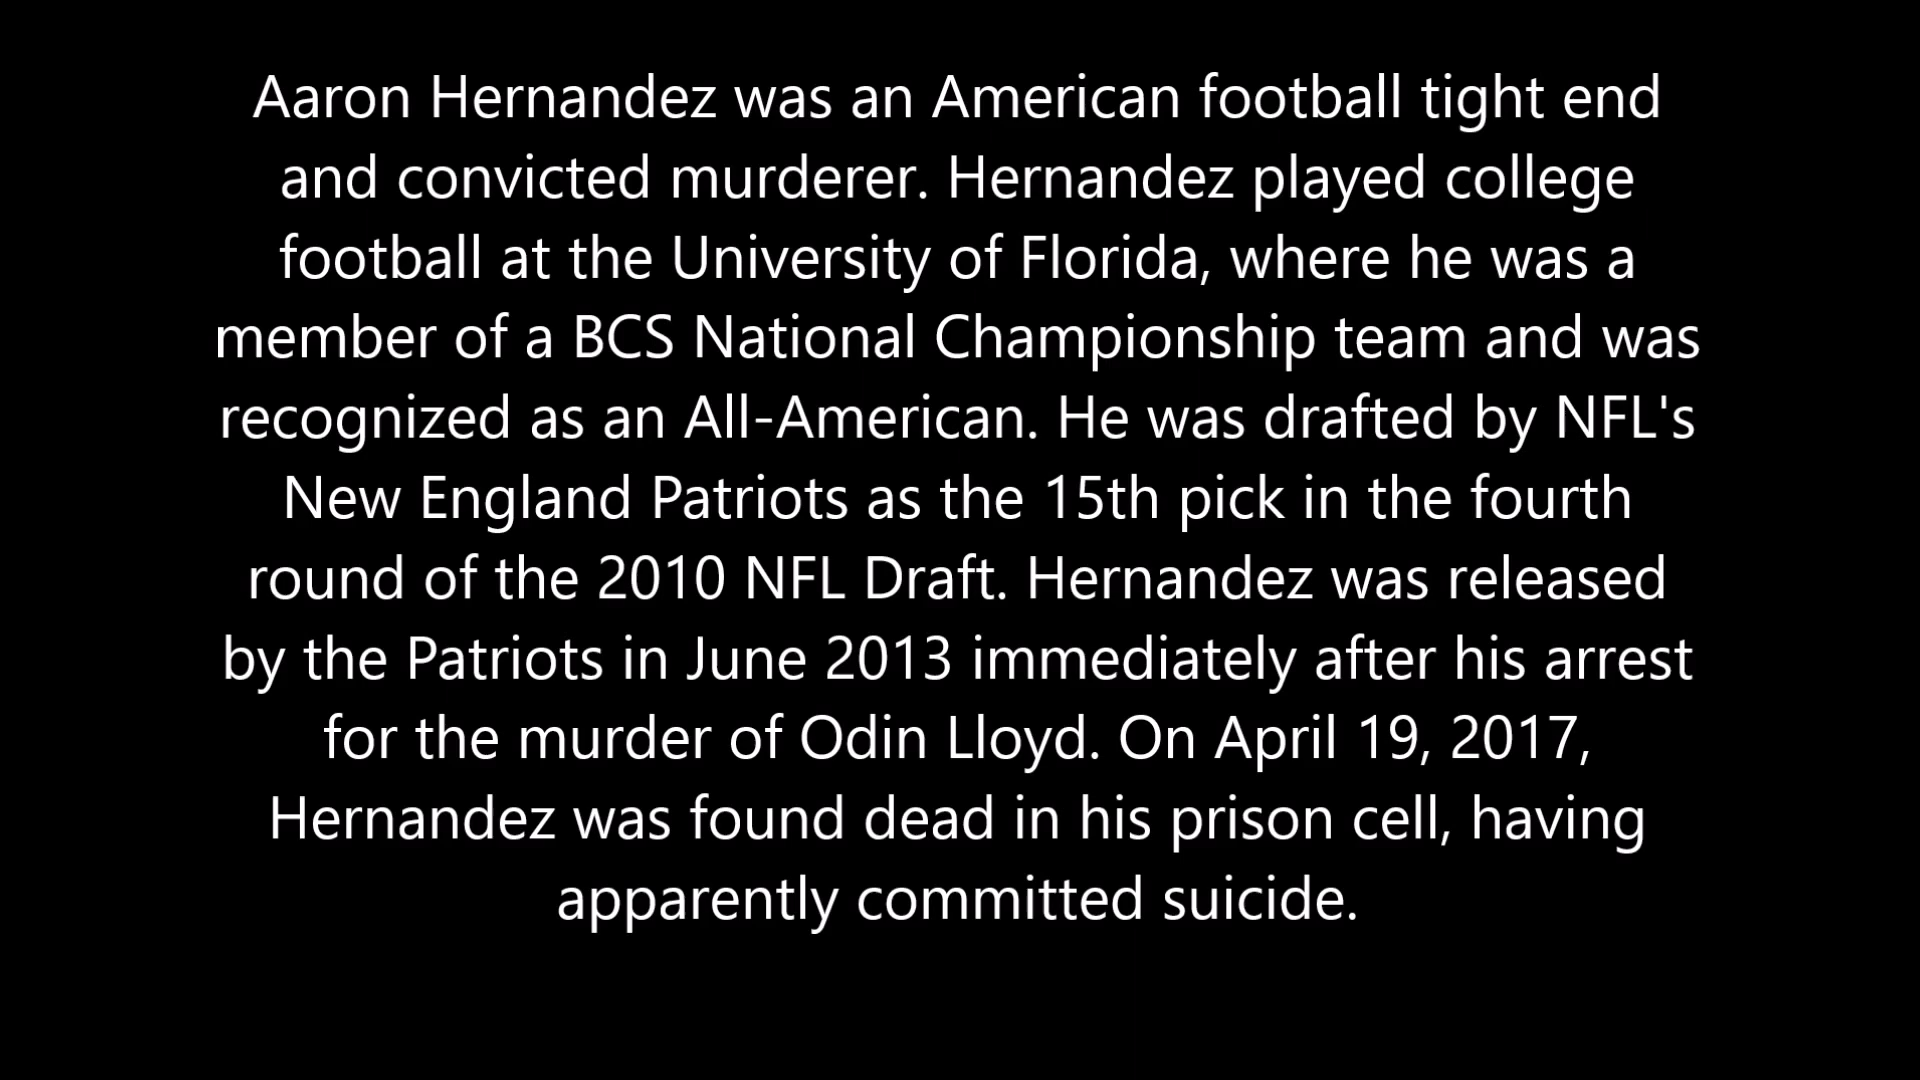 Aaron Hernandez was an American football tight end
and convicted murderer. Hernandez played college
football at the University of Florida, where he was a
member of a BCS National Championship team and was
recognized as an All-American. He was drafted by NFL's
New England Patriots as the 15th pick in the fourth
round of the 2010 NFL Draft. Hernandez was released
by the Patriots in June 2013 immediately after his arrest
for the murder of Odin Lloyd. On April 19, 2017,
Hernandez was found dead in his prison cell, having
apparently committed suicide.